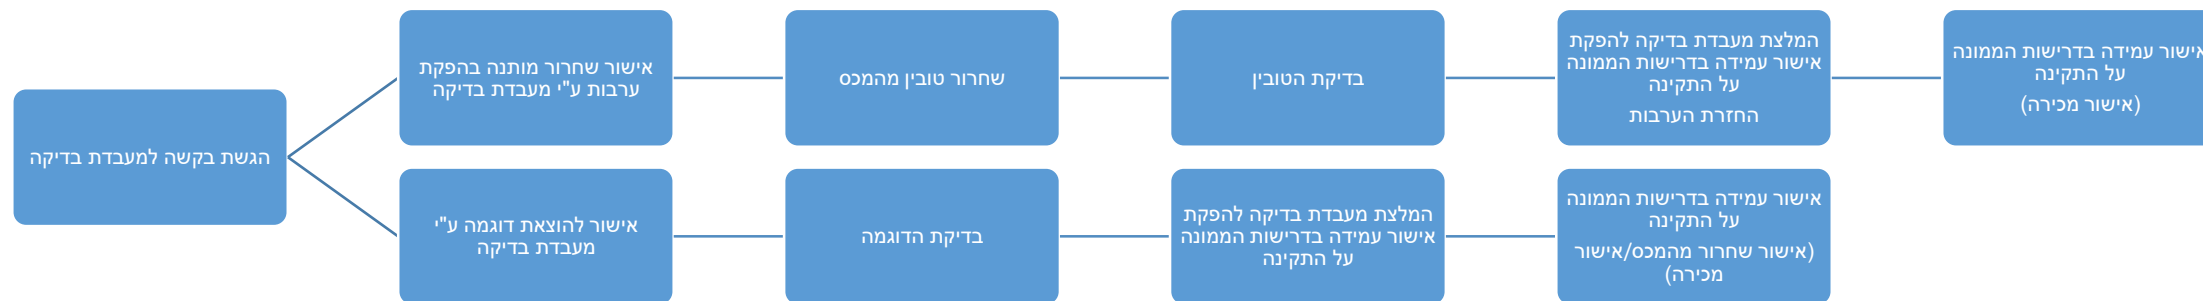 הגשת בקשה למעבדת בדיקה
אישור שחרור מותנה בהפקת
ערבות ע"י מעבדת בדיקה
שחרור טובין מהמכס
בדיקת הטובין
המלצת מעבדת בדיקה להפקת
אישור עמידה בדרישות הממונה
על התקינה
החזרת הערבות
אישור עמידה בדרישות הממונה
על התקינה
(אישור מכירה)
אישור להוצאת דוגמה ע"י
מעבדת בדיקה
בדיקת הדוגמה
המלצת מעבדת בדיקה להפקת
אישור עמידה בדרישות הממונה
על התקינה
אישור עמידה בדרישות הממונה
על התקינה
(אישור שחרור מהמכס/אישור
מכירה)